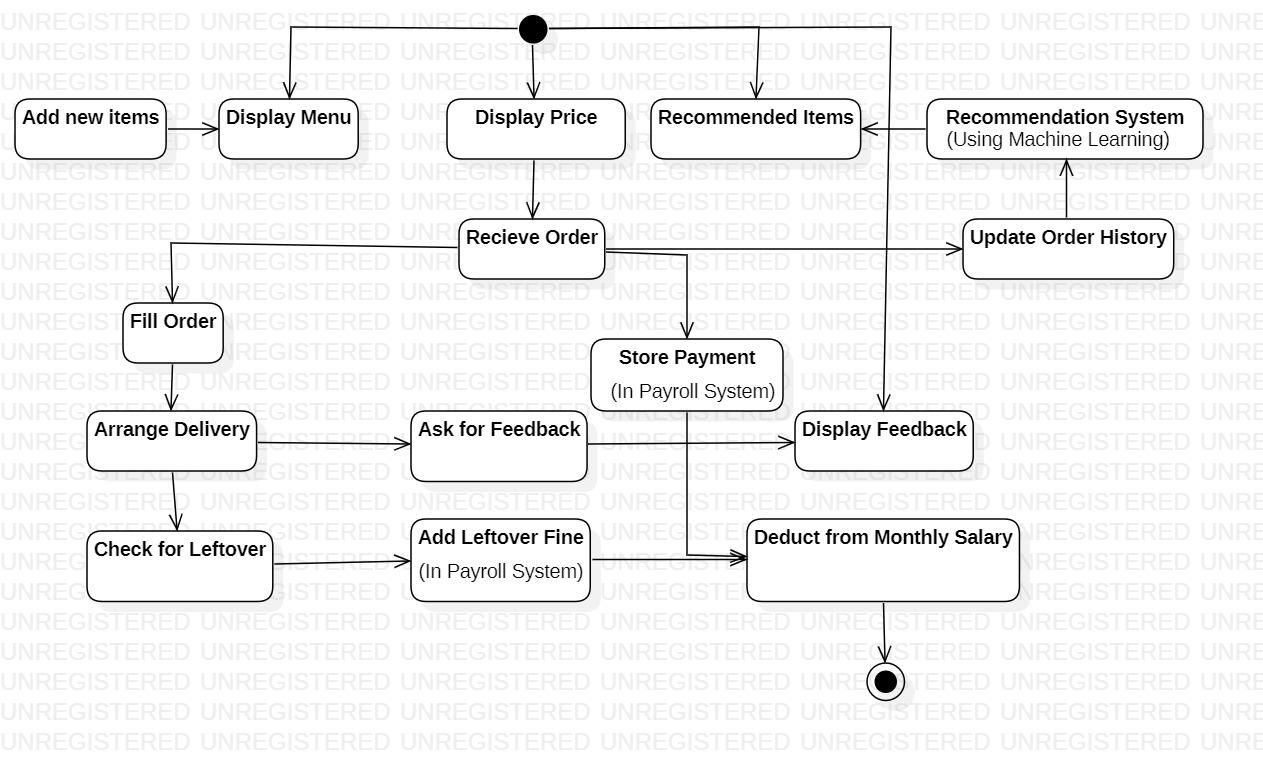 Add new items
Display Menu
Display Price
Recommended Items
Recommendation System
(Using Machine Learning)
Recieve Order
Update Order History
Fill Order
Store Payment
(In Payroll System)
Arrange Delivery
Ask for Feedback
Display Feedback
Check for Leftover
Add Leftover Fine
(In Payroll System)
Deduct from Monthly Salary
UNREGISTERED